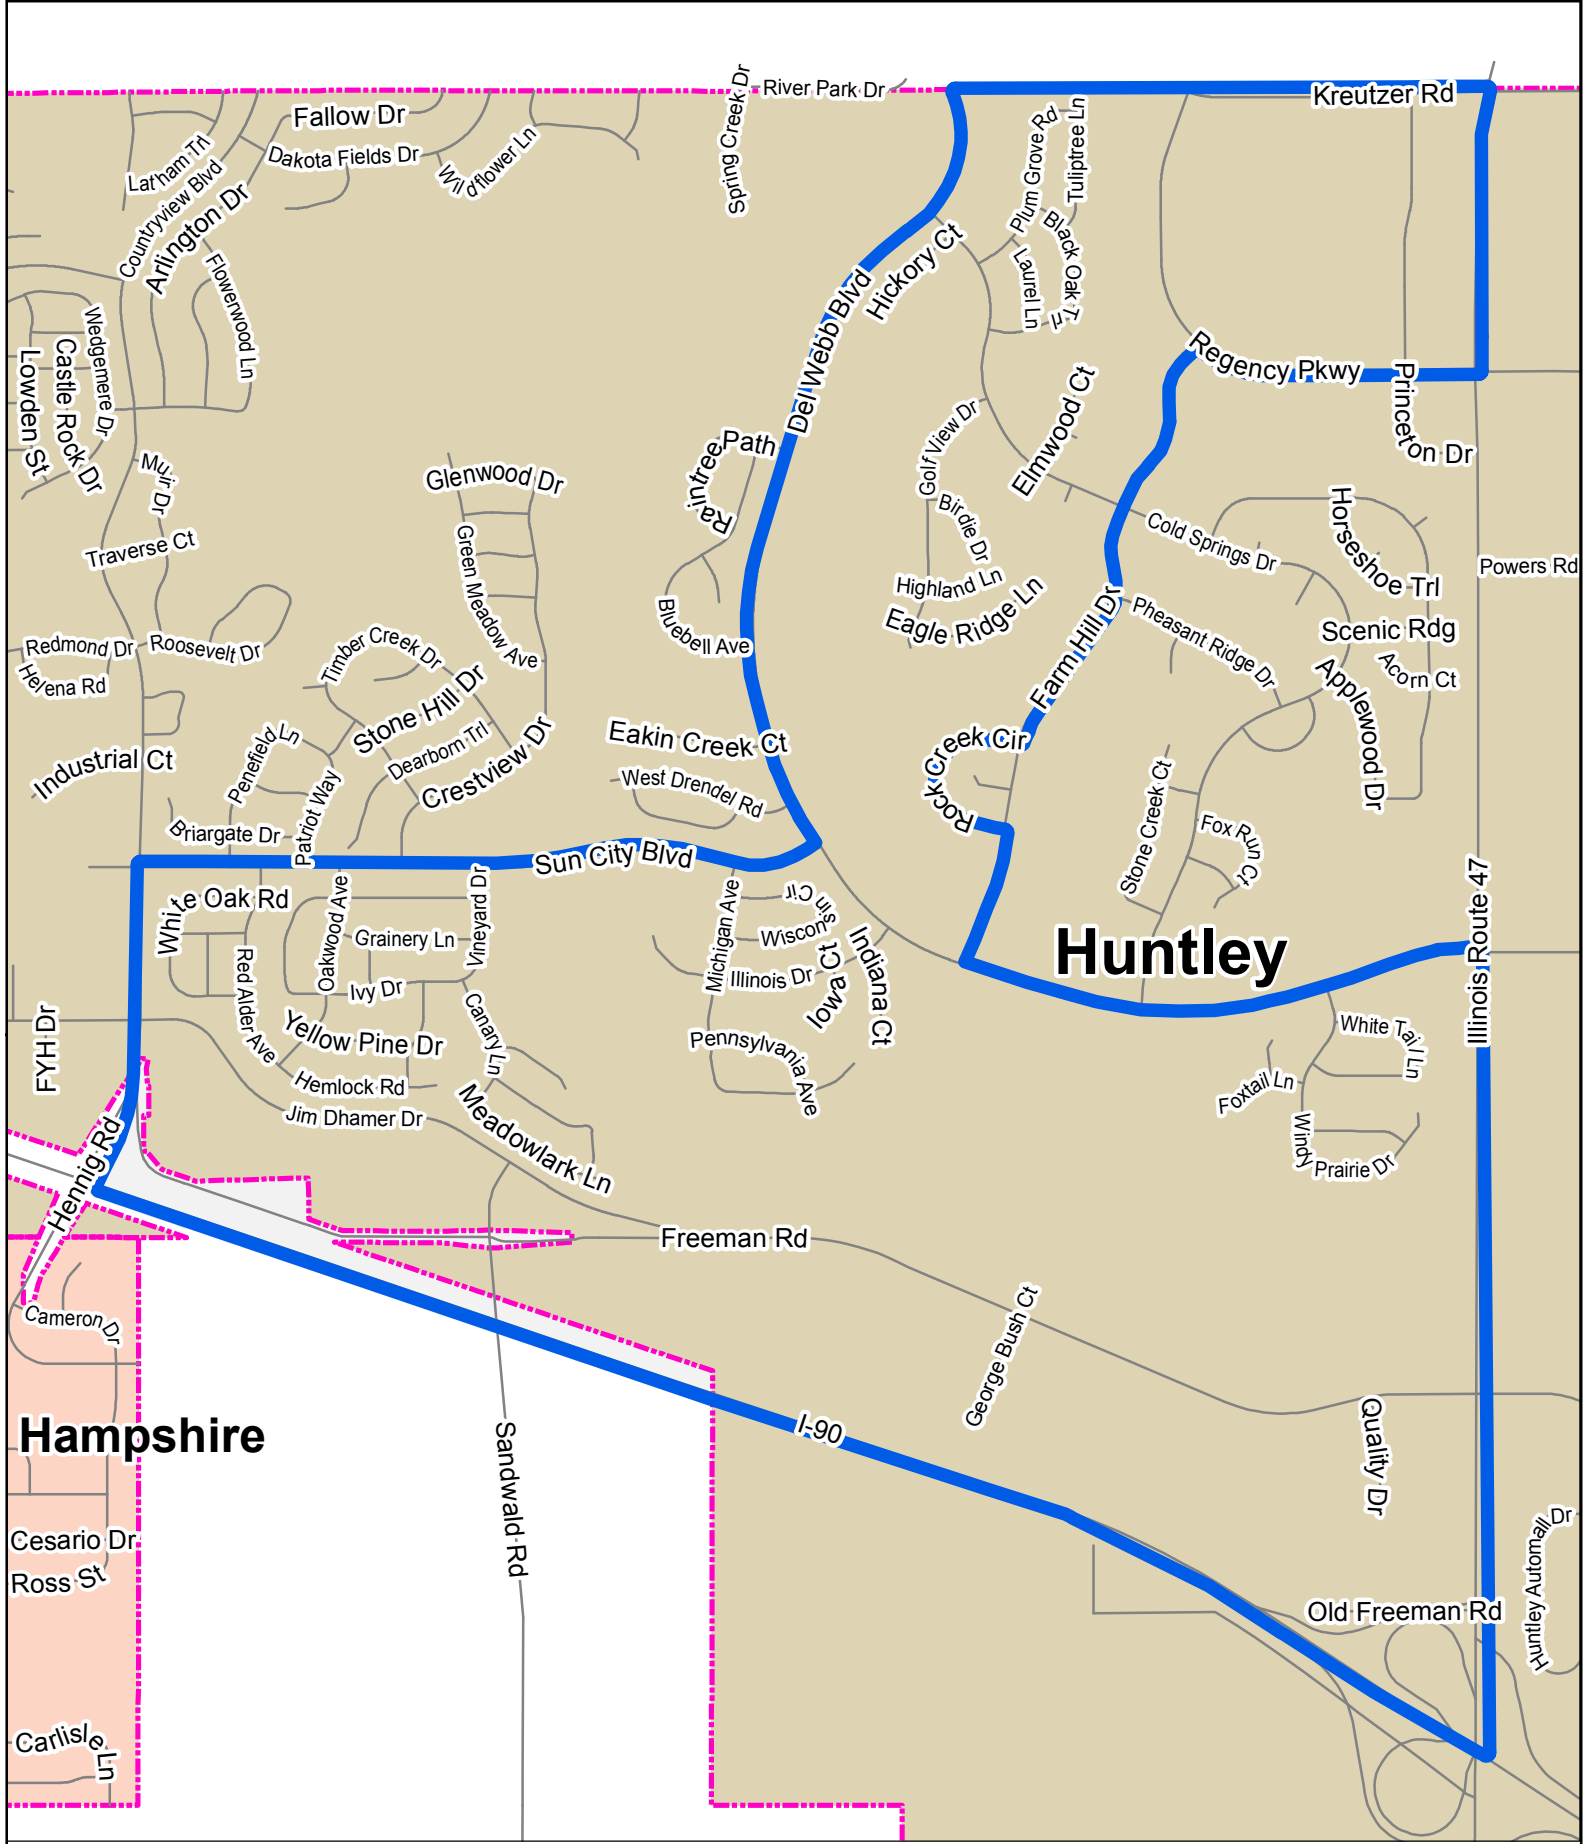 River Park Dr
Kreutzer Rd
Spring Creek Dr
Fallow Dr
Dakota Fields Dr
Wildflower Ln
Latham Trl
Countryview Blvd
Arlington Dr
Flowerwood Ln
Plum Grove Rd
Tuliptree Ln
Black Oak Trl
Laurel Ln
Hickory Ct
Del Webb Blvd
Wedgemere Dr
Castle Rock Dr
Lowden St
Regency Pkwy
Princeton Dr
Elmwood Ct
Golf View Dr
Birdie Dr
Raintree Path
Glenwood Dr
Muir Dr
Traverse Ct
Green Meadow Ave
Cold Springs Dr
Horseshoe Trl
Powers Rd
Highland Ln
Eagle Ridge Ln
Bluebell Ave
Farm Hill Dr
Pheasant Ridge Dr
Scenic Rdg
Acorn Ct
Applewood Dr
Redmond Dr
Roosevelt Dr
Helena Rd
Timber Creek Dr
Stone Hill Dr
Dearborn Trl
Crestview Dr
Penefield Ln
Industrial Ct
Patriot Way
Briargate Dr
Eakin Creek Ct
West Drendel Rd
Rock Creek Cir
Stone Creek Ct
Fox Run Ct
Sun City Blvd
White Oak Rd
Oakwood Ave
Vineyard Dr
Grainery Ln
Red Alder Ave
Ivy Dr
Yellow Pine Dr
Canary Ln
Hemlock Rd
Jim Dhamer Dr
Meadowlark Ln
Michigan Ave
Wisconsin Cir
Illinois Dr
Iowa Ct
Indiana Ct
Pennsylvania Ave
Huntley
Illinois Route 47
White Tail Ln
Foxtail Ln
Windy Prairie Dr
FYH Dr
Hennig Rd
Freeman Rd
Cameron Dr
George Bush Ct
Hampshire
I-90
Sandwald Rd
Quality Dr
Cesario Dr
Ross St
Huntley Automall Dr
Old Freeman Rd
Carlisle Ln